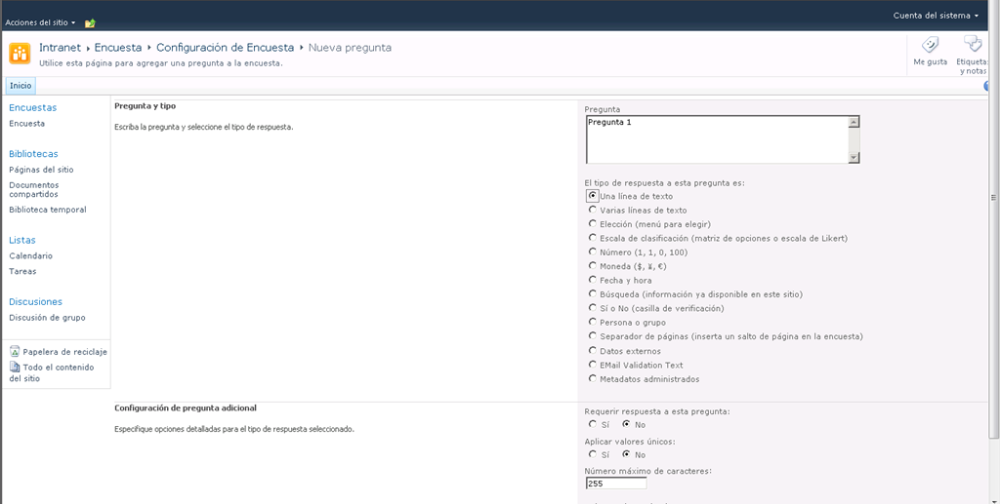 Acciones del sitio
Cuenta del sistema
Intranet Encuesta Configuración de Encuesta Nueva pregunta
Utilice esta página para agregar una pregunta a la encuesta.
Me gusta
Etiquetas
y notas
Inicio
Encuestas
Encuesta
Bibliotecas
Páginas del sitio
Documentos
compartidos
Biblioteca temporal
Listas
Calendario
Tareas
Discusiones
Discusión de grupo
Papelera de reciclaje
Todo el contenido
del sitio
Pregunta y tipo
Escriba la pregunta y seleccione el tipo de respuesta.
Pregunta
Pregunta 1
El tipo de respuesta a esta pregunta es:
Una línea de texto
Varias líneas de texto
Elección (menú para elegir)
Escala de clasificación (matriz de opciones o escala de Likert)
Número (1, 1, 0, 100)
Moneda ($, ¥, €)
Fecha y hora
Búsqueda (información ya disponible en este sitio)
Sí o No (casilla de verificación)
Persona o grupo
Separador de páginas (inserta un salto de página en la encuesta)
Datos externos
EMail Validation Text
Metadatos administrados
Configuración de pregunta adicional
Especifique opciones detalladas para el tipo de respuesta seleccionado.
Requerir respuesta a esta pregunta:
Sí No
Aplicar valores únicos:
Sí No
Número máximo de caracteres:
255